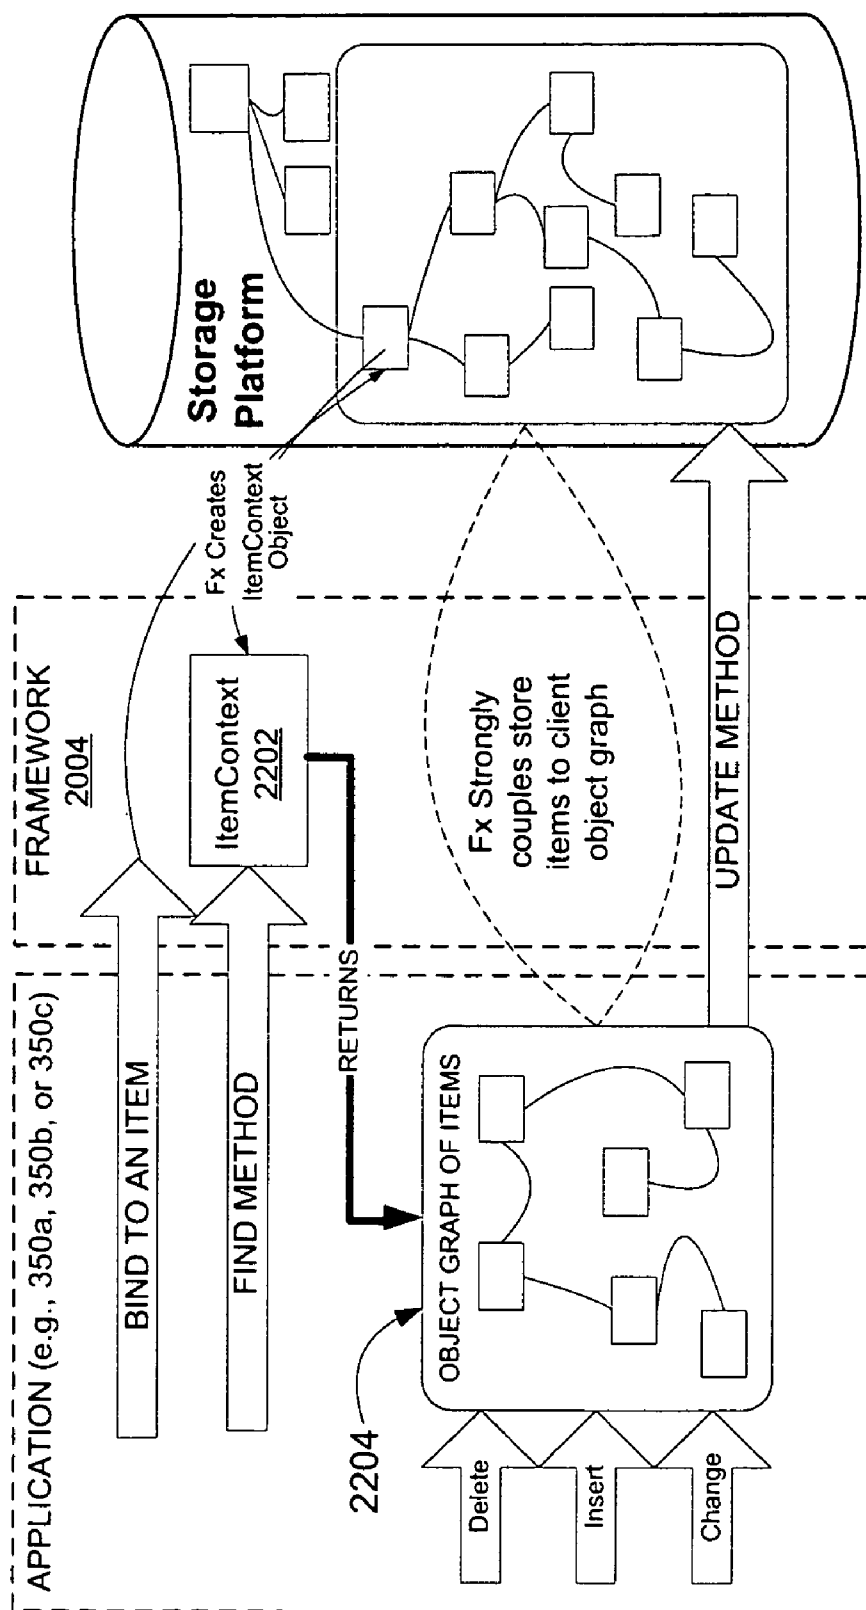 APPLICATION (e.g., 350a, 350b, or 350c)
BIND TO AN ITEM
FIND METHOD
RETURNS
2204
OBJECT GRAPH OF ITEMS
Delete
Insert
Change
FRAMEWORK
2004
ItemContext
2202
Fx Creates
ItemContext
Object
Fx Strongly
couples store
items to client
object graph
UPDATE METHOD
Storage
Platform